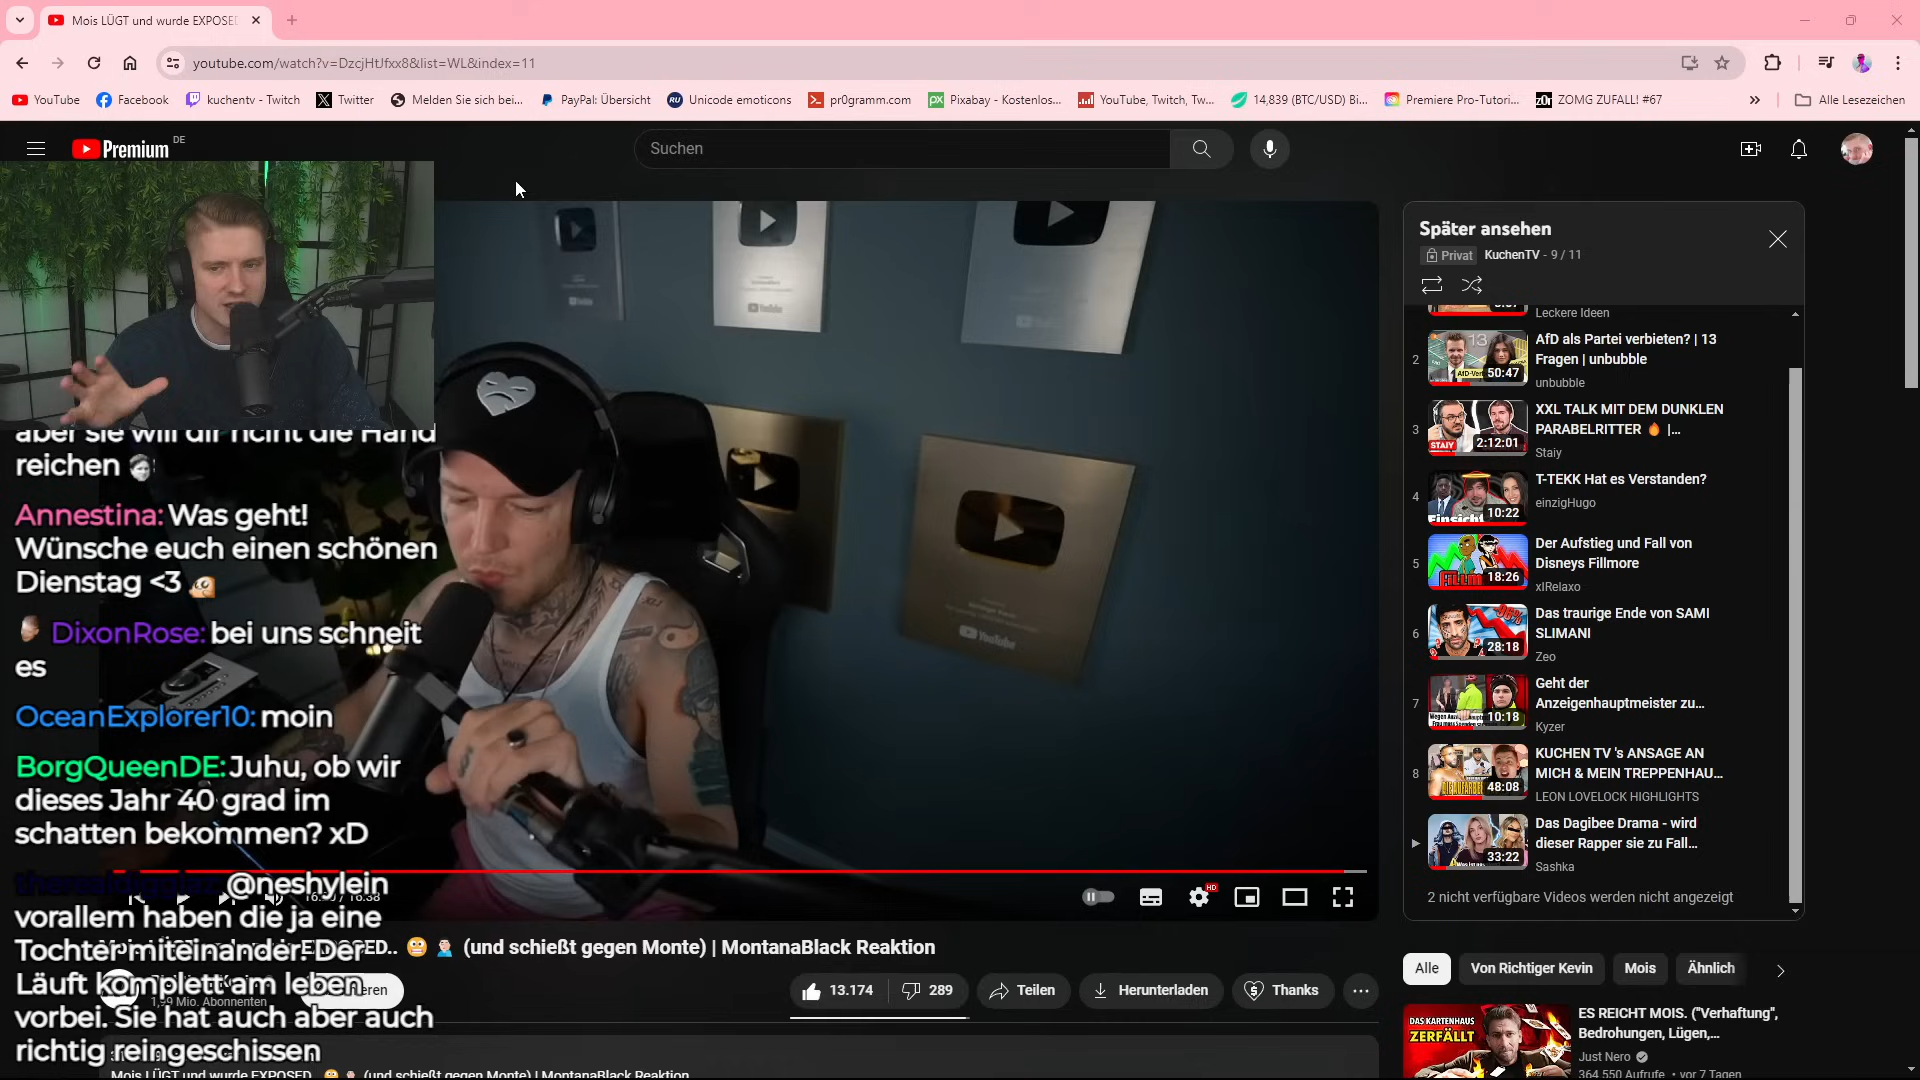 Mois LÜGT und wurde EXPOSED
youtube.com/watch?v=DzcjHtJfxx8&list=WL&index=11
YouTube
Facebook
kuchentv - Twitch
Twitter
Melden Sie sich bei...
PayPal: Übersicht
Unicode emoticons
pr0gramm.com
Pixabay - Kostenlos...
YouTube, Twitch, Tw...
14,839 (BTC/USD) Bi...
Premiere Pro-Tutori...
ZOMG ZUFALL! #67
Alle Lesezeichen
Premium DE
Suchen
aber sie will dir nicht die Hand
reichen
Annestina: Was geht!
Wünsche euch einen schönen
Dienstag <3
DixonRose: bei uns schneit
es
OceanExplorer10: moin
BorgQueenDE: Juhu, ob wir
dieses Jahr 40 grad im
schatten bekommen? xD
@neshylein
vorallem haben die ja eine
Tochter miteinander. Der
Läuft komplett am leben
vorbei. Sie hat auch aber auch
richtig reingeschissen
YouTube
YouTube
HD
EXPOSED.. (und schießt gegen Monte) | MontanaBlack Reaktion
1,99 Mio. Abonnenten
13.174
289
Teilen
Herunterladen
Thanks
Mois LÜGT und wurde EXPOSED.. (und schießt gegen Monte) | MontanaBlack Reaktion
Später ansehen
Privat KuchenTV - 9 / 11
Leckere Ideen
2
50:47
AfD als Partei verbieten? | 13
Fragen | unbubble
unbubble
3
STAIY
2:12:01
XXL TALK MIT DEM DUNKLEN
PARABELRITTER |...
Staiy
4
10:22
T-TEKK Hat es Verstanden?
einzigHugo
5
18:26
Der Aufstieg und Fall von
Disneys Fillmore
xIRelaxo
6
28:18
Das traurige Ende von SAMI
SLIMANI
Zeo
7
10:18
Geht der
Anzeigenhauptmeister zu...
Kyzer
8
48:08
KUCHEN TV 's ANSAGE AN
MICH & MEIN TREPPENHAU...
LEON LOVELOCK HIGHLIGHTS
33:22
Das Dagibee Drama - wird
dieser Rapper sie zu Fall...
Sashka
2 nicht verfügbare Videos werden nicht angezeigt
Alle
Von Richtiger Kevin
Mois
Ähnlich
DAS KARTENHAUS
ZERFÄLLT
ES REICHT MOIS. ("Verhaftung",
Bedrohungen, Lügen,...
Just Nero
364.550 Aufrufe • vor 7 Tagen